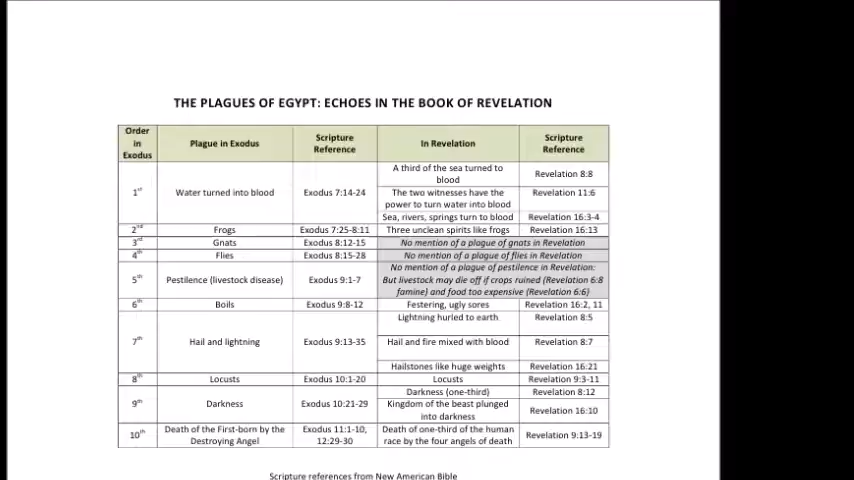 THE PLAGUES OF EGYPT: ECHOES IN THE BOOK OF REVELATION
Order in Exodus Plague in Exodus Scripture Reference In Revelation Scripture Reference
1st Water turned into blood Exodus 7:14-24 A third of the sea turned to blood Revelation 8:8
The two witnesses have the power to turn water into blood Revelation 11:6
Sea, rivers, springs turn to blood Revelation 16:3-4
2nd Frogs Exodus 7:25-8:11 Three unclean spirits like frogs Revelation 16:13
3rd Gnats Exodus 8:12-15 No mention of a plague of gnats in Revelation
4th Flies Exodus 8:15-28 No mention of a plague of flies in Revelation
5th Pestilence (livestock disease) Exodus 9:1-7 No mention of a plague of pestilence in Revelation: But livestock may die off if crops ruined (Revelation 6:8 famine) and food too expensive (Revelation 6:6)
6th Boils Exodus 9:8-12 Festering, ugly sores Revelation 16:2, 11
7th Hail and lightning Exodus 9:13-35 Lightning hurled to earth Revelation 8:5
Hail and fire mixed with blood Revelation 8:7
Hailstones like huge weights Revelation 16:21
8th Locusts Exodus 10:1-20 Locusts Revelation 9:3-11
9th Darkness Exodus 10:21-29 Darkness (one-third) Revelation 8:12
Kingdom of the beast plunged into darkness Revelation 16:10
10th Death of the First-born by the Destroying Angel Exodus 11:1-10, 12:29-30 Death of one-third of the human race by the four angels of death Revelation 9:13-19
Scripture references from New American Bible